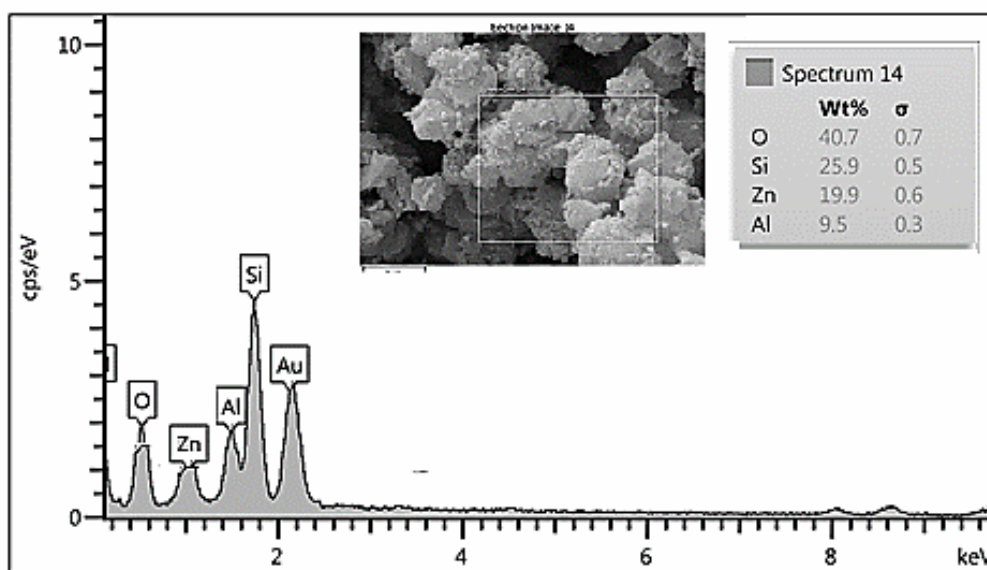 Spectrum 14
Wt% σ
O 40.7 0.7
Si 25.9 0.5
Zn 19.9 0.6
Al 9.5 0.3
10
cps/eV
5
Si
Au
O
Al
Zn
0
2
4
6
8
keV